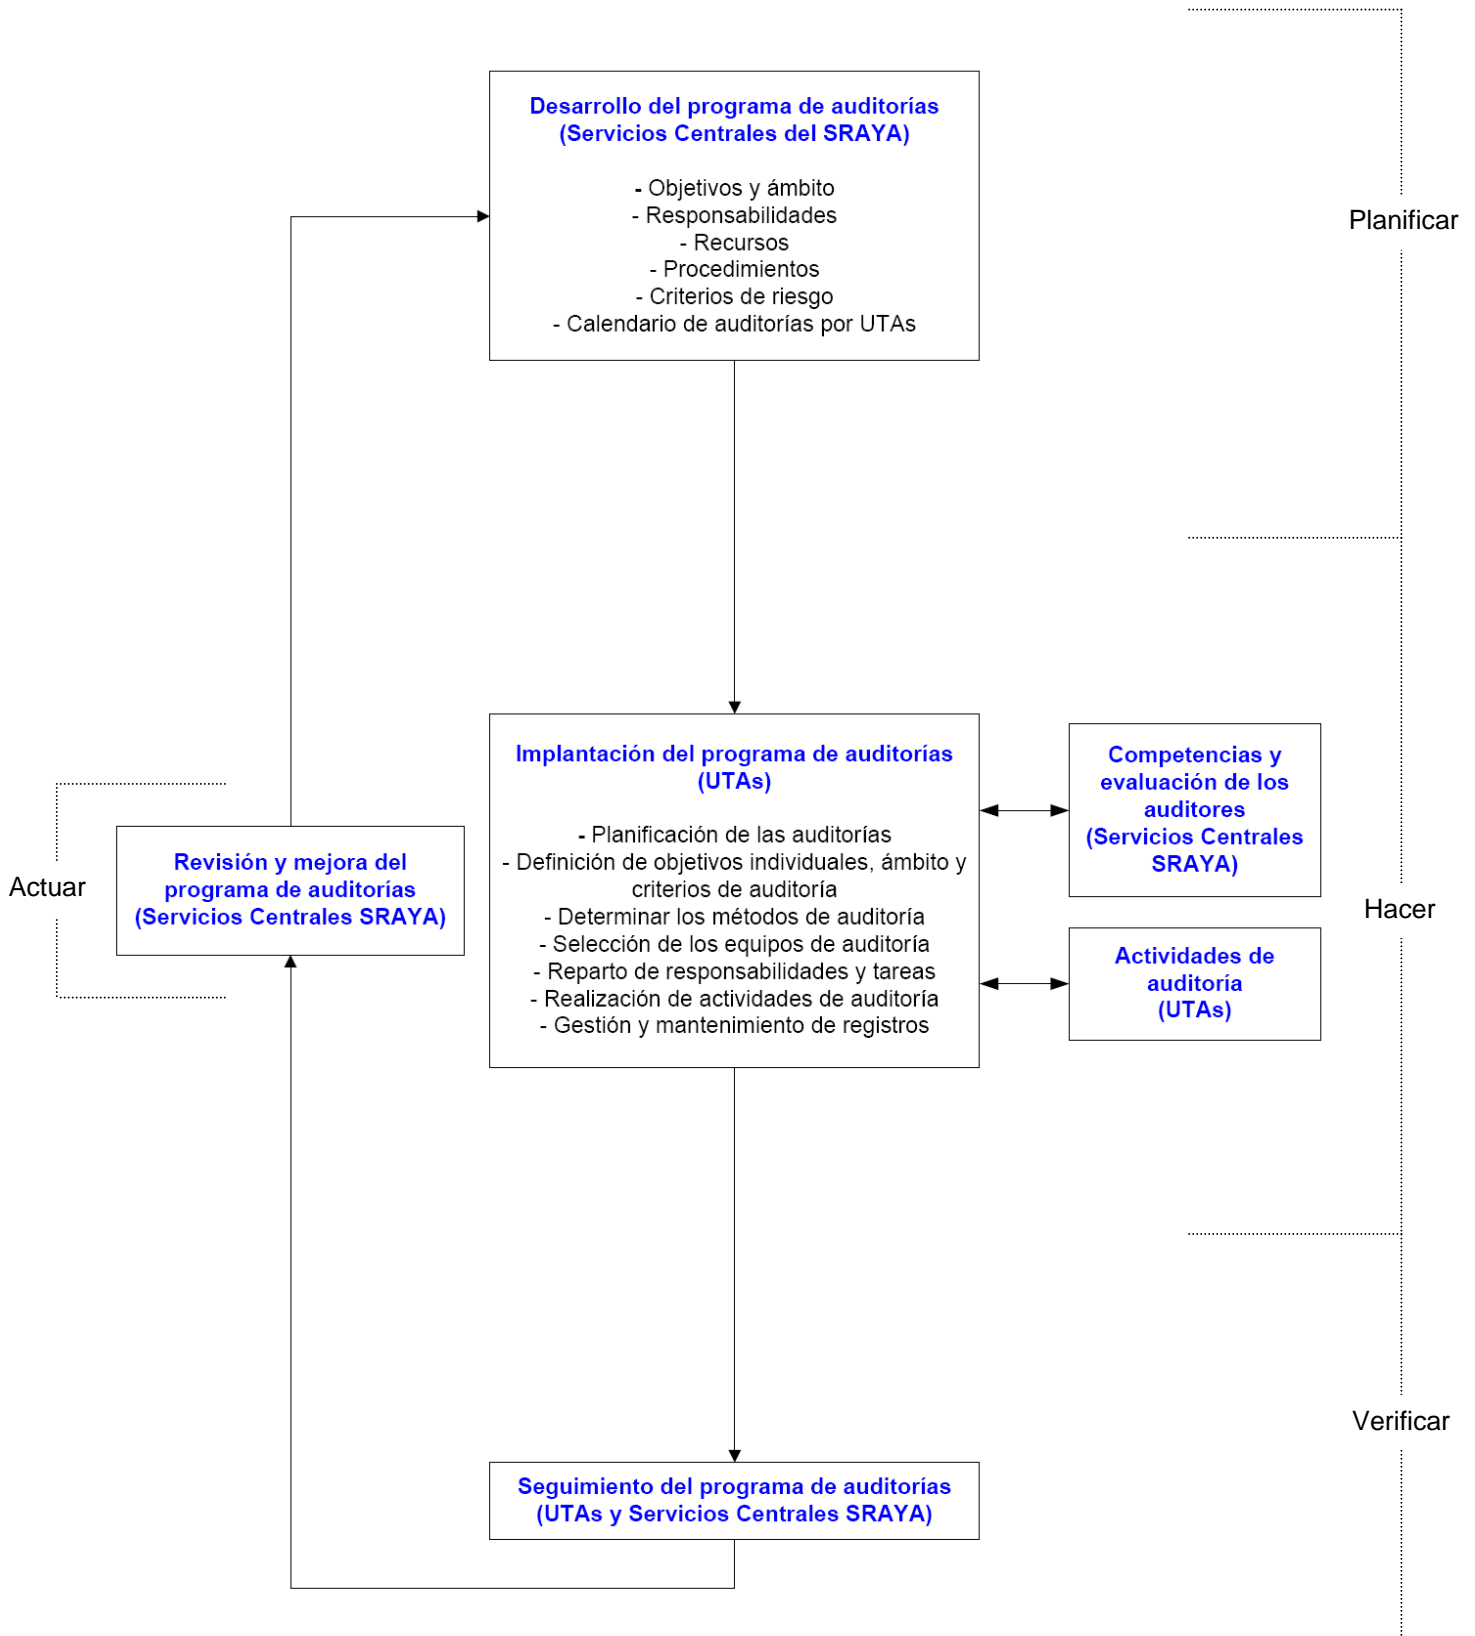 Desarrollo del programa de auditorías
(Servicios Centrales del SRAYA)
- Objetivos y ámbito
- Responsabilidades
- Recursos
- Procedimientos
- Criterios de riesgo
- Calendario de auditorías por UTAs
Planificar
Implantación del programa de auditorías
(UTAs)
- Planificación de las auditorías
- Definición de objetivos individuales, ámbito y
criterios de auditoría
- Determinar los métodos de auditoría
- Selección de los equipos de auditoría
- Reparto de responsabilidades y tareas
- Realización de actividades de auditoría
- Gestión y mantenimiento de registros
Competencias y
evaluación de los
auditores
(Servicios Centrales
SRAYA)
Actividades de
auditoría
(UTAs)
Hacer
Actuar
Revisión y mejora del
programa de auditorías
(Servicios Centrales SRAYA)
Verificar
Seguimiento del programa de auditorías
(UTAs y Servicios Centrales SRAYA)